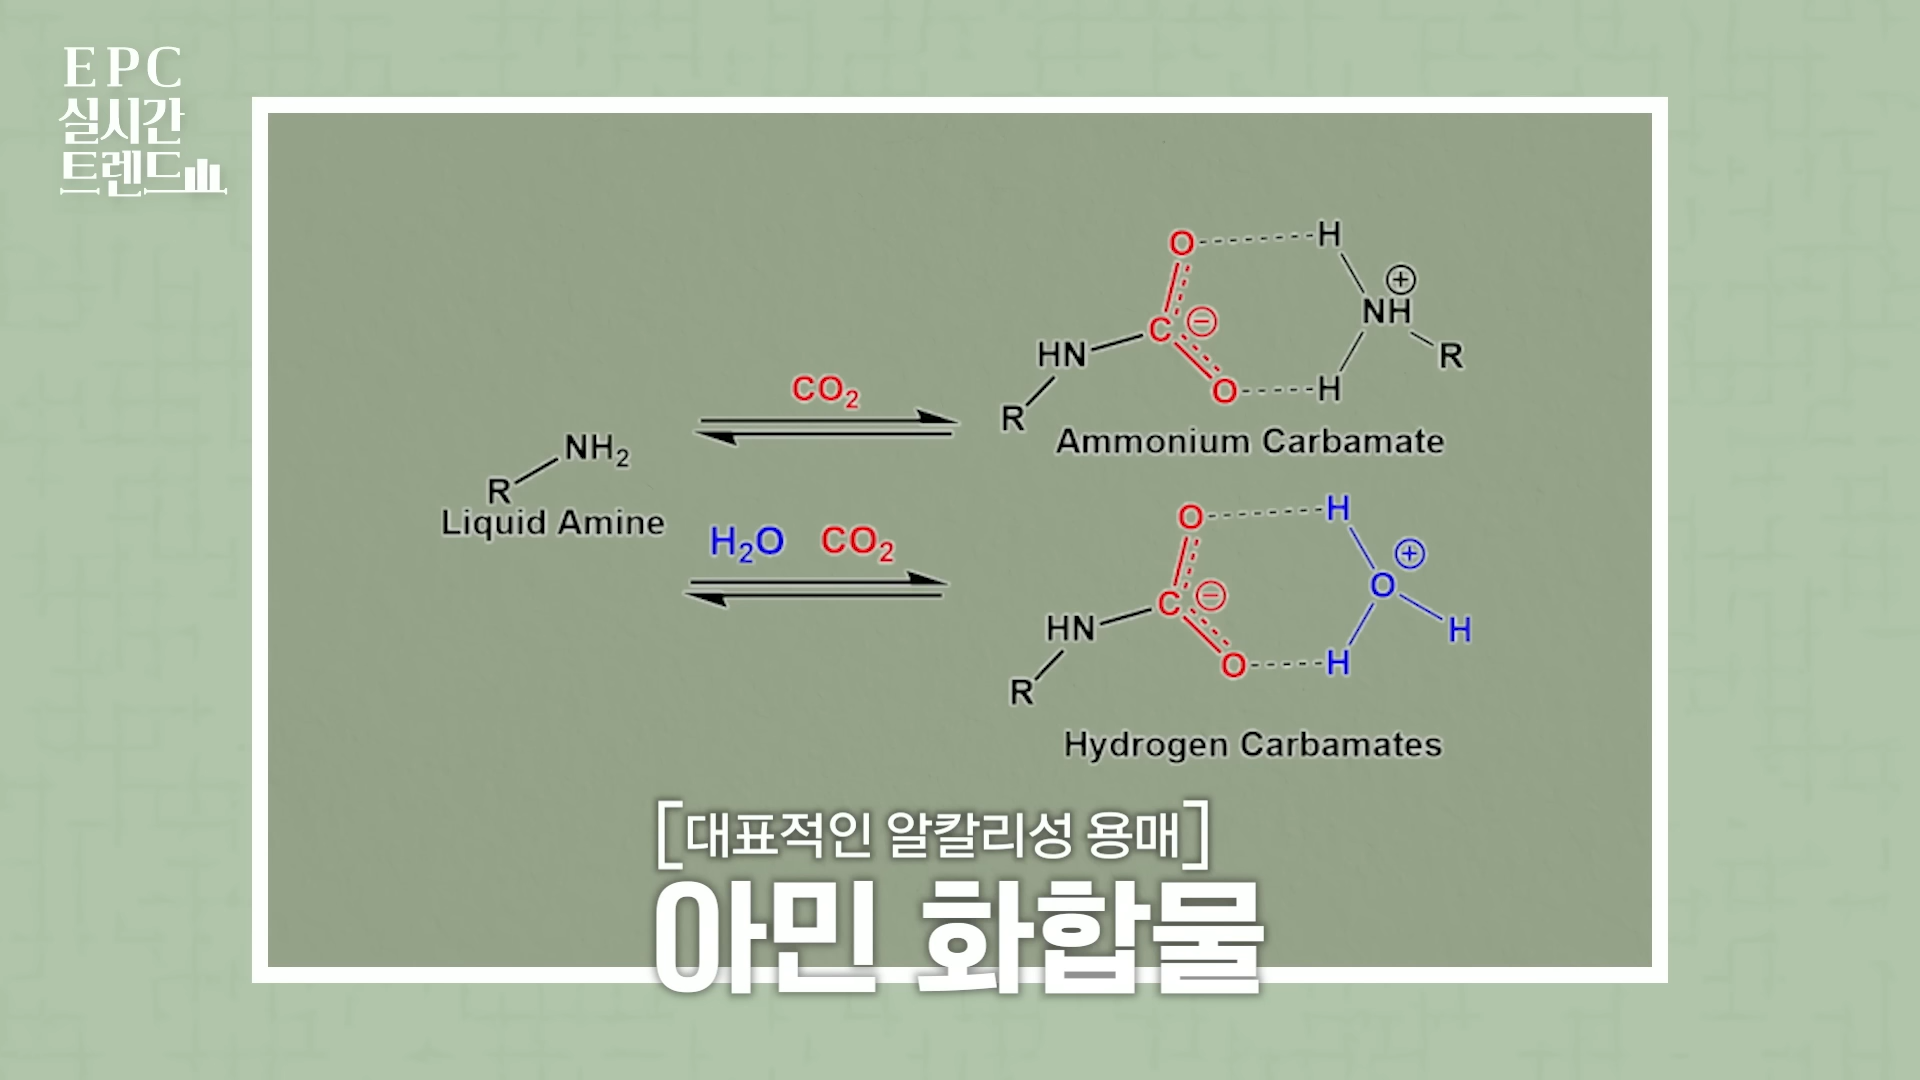 EPC
실시간
트렌드
O H
⊕
NH
C ⊖
HN
R
O H
R
CO₂
Ammonium Carbamate
NH₂
R
Liquid Amine
H₂O CO₂
O H
⊕
O
C ⊖
HN
H
O H
R
Hydrogen Carbamates
[대표적인 알칼리성 용매]
아민 화합물